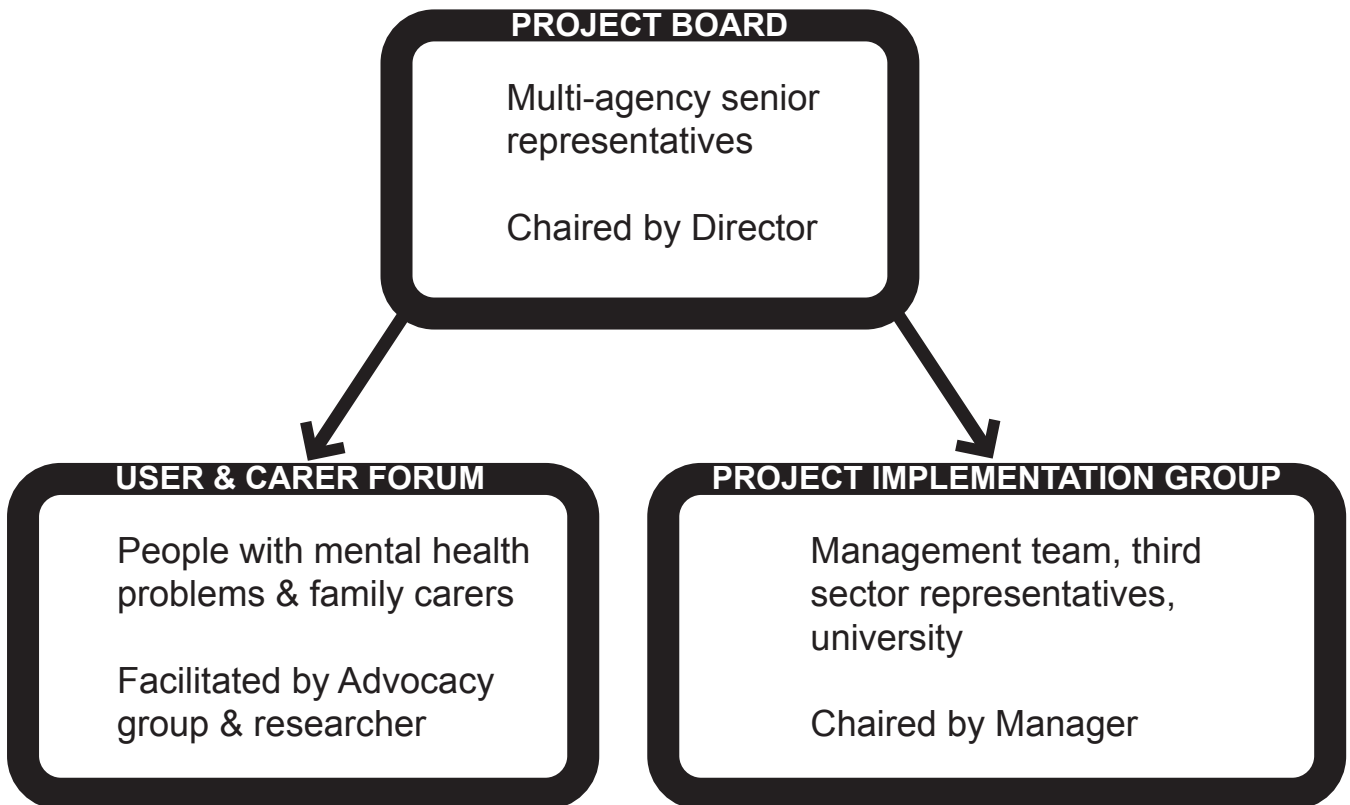 PROJECT BOARD
Multi-agency senior
representatives
Chaired by Director
USER & CARER FORUM
People with mental health
problems & family carers
Facilitated by Advocacy
group & researcher
PROJECT IMPLEMENTATION GROUP
Management team, third
sector representatives,
university
Chaired by Manager